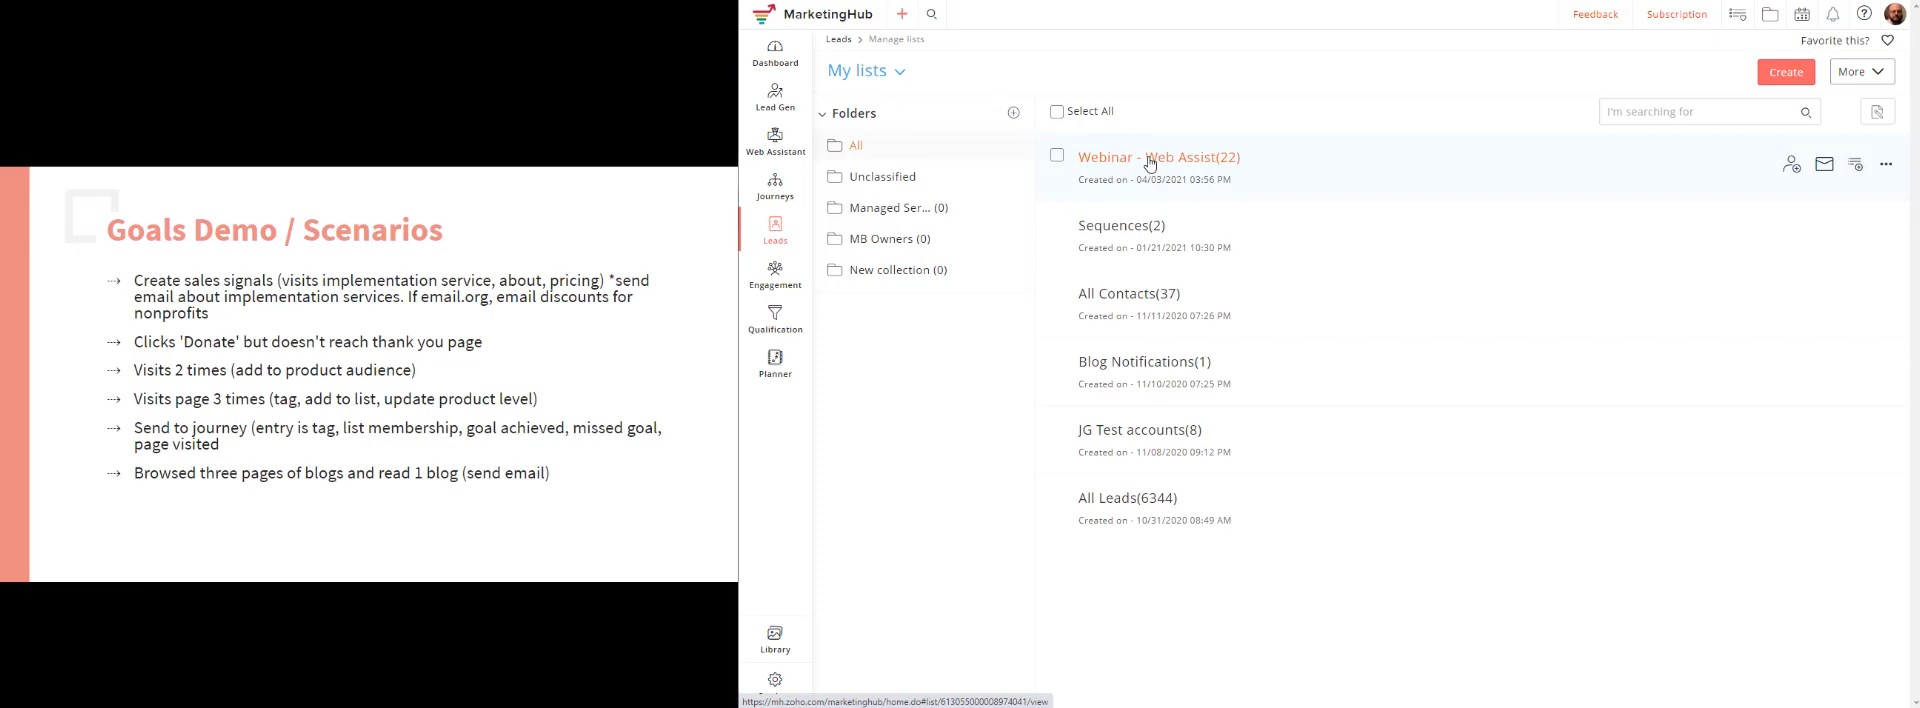 Goals Demo / Scenarios
Create sales signals (visits implementation service, about, pricing) *send
email about implementation services. If email.org, email discounts for
nonprofits
Clicks 'Donate' but doesn't reach thank you page
Visits 2 times (add to product audience)
Visits page 3 times (tag, add to list, update product level)
Send to journey (entry is tag, list membership, goal achieved, missed goal,
page visited
Browsed three pages of blogs and read 1 blog (send email)
MarketingHub
Feedback
Subscription
Dashboard
Lead Gen
Web Assistant
Journeys
Leads
Engagement
Qualification
Planner
Library
Leads > Manage lists
Favorite this?
My lists
Create
More
Folders
All
Unclassified
Managed Ser... (0)
MB Owners (0)
New collection (0)
Select All
I'm searching for
Webinar - Web Assist(22)
Created on - 04/03/2021 03:56 PM
Sequences(2)
Created on - 01/21/2021 10:30 PM
All Contacts(37)
Created on - 11/11/2020 07:26 PM
Blog Notifications(1)
Created on - 11/10/2020 07:25 PM
JG Test accounts(8)
Created on - 11/08/2020 09:12 PM
All Leads(6344)
Created on - 10/31/2020 08:49 AM
https://mh.zoho.com/marketinghub/home.do#list/613055000008974041/view